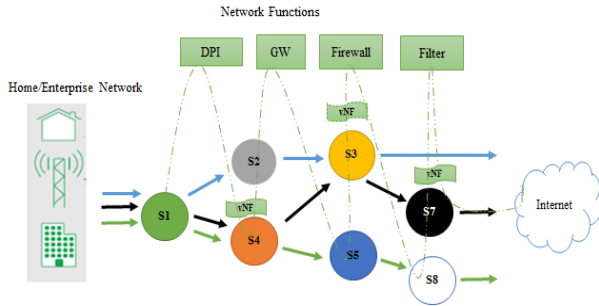 Network Functions
DPI
GW
Firewall
Filter
Home/Enterprise Network
vNF
S2
S3
vNF
S1
vNF
S4
S7
Internet
S5
S8